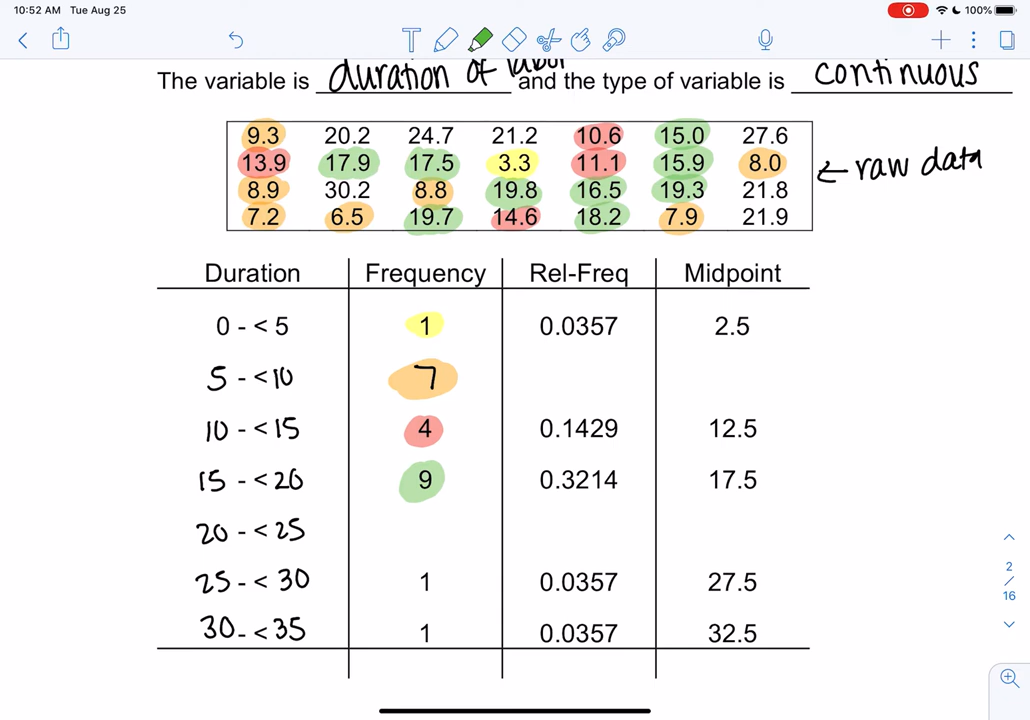 10:52 AM Tue Aug 25 100%
T
The variable is duration of labor and the type of variable is continuous
9.3 20.2 24.7 21.2 10.6 15.0 27.6
13.9 17.9 17.5 3.3 11.1 15.9 8.0 ← raw data
8.9 30.2 8.8 19.8 16.5 19.3 21.8
7.2 6.5 19.7 14.6 18.2 7.9 21.9
Duration Frequency Rel-Freq Midpoint
0 - < 5 1 0.0357 2.5
5 - <10 7
10 - <15 4 0.1429 12.5
15 - <20 9 0.3214 17.5
20 - <25
25 - < 30 1 0.0357 27.5
30 - <35 1 0.0357 32.5
2
/
16